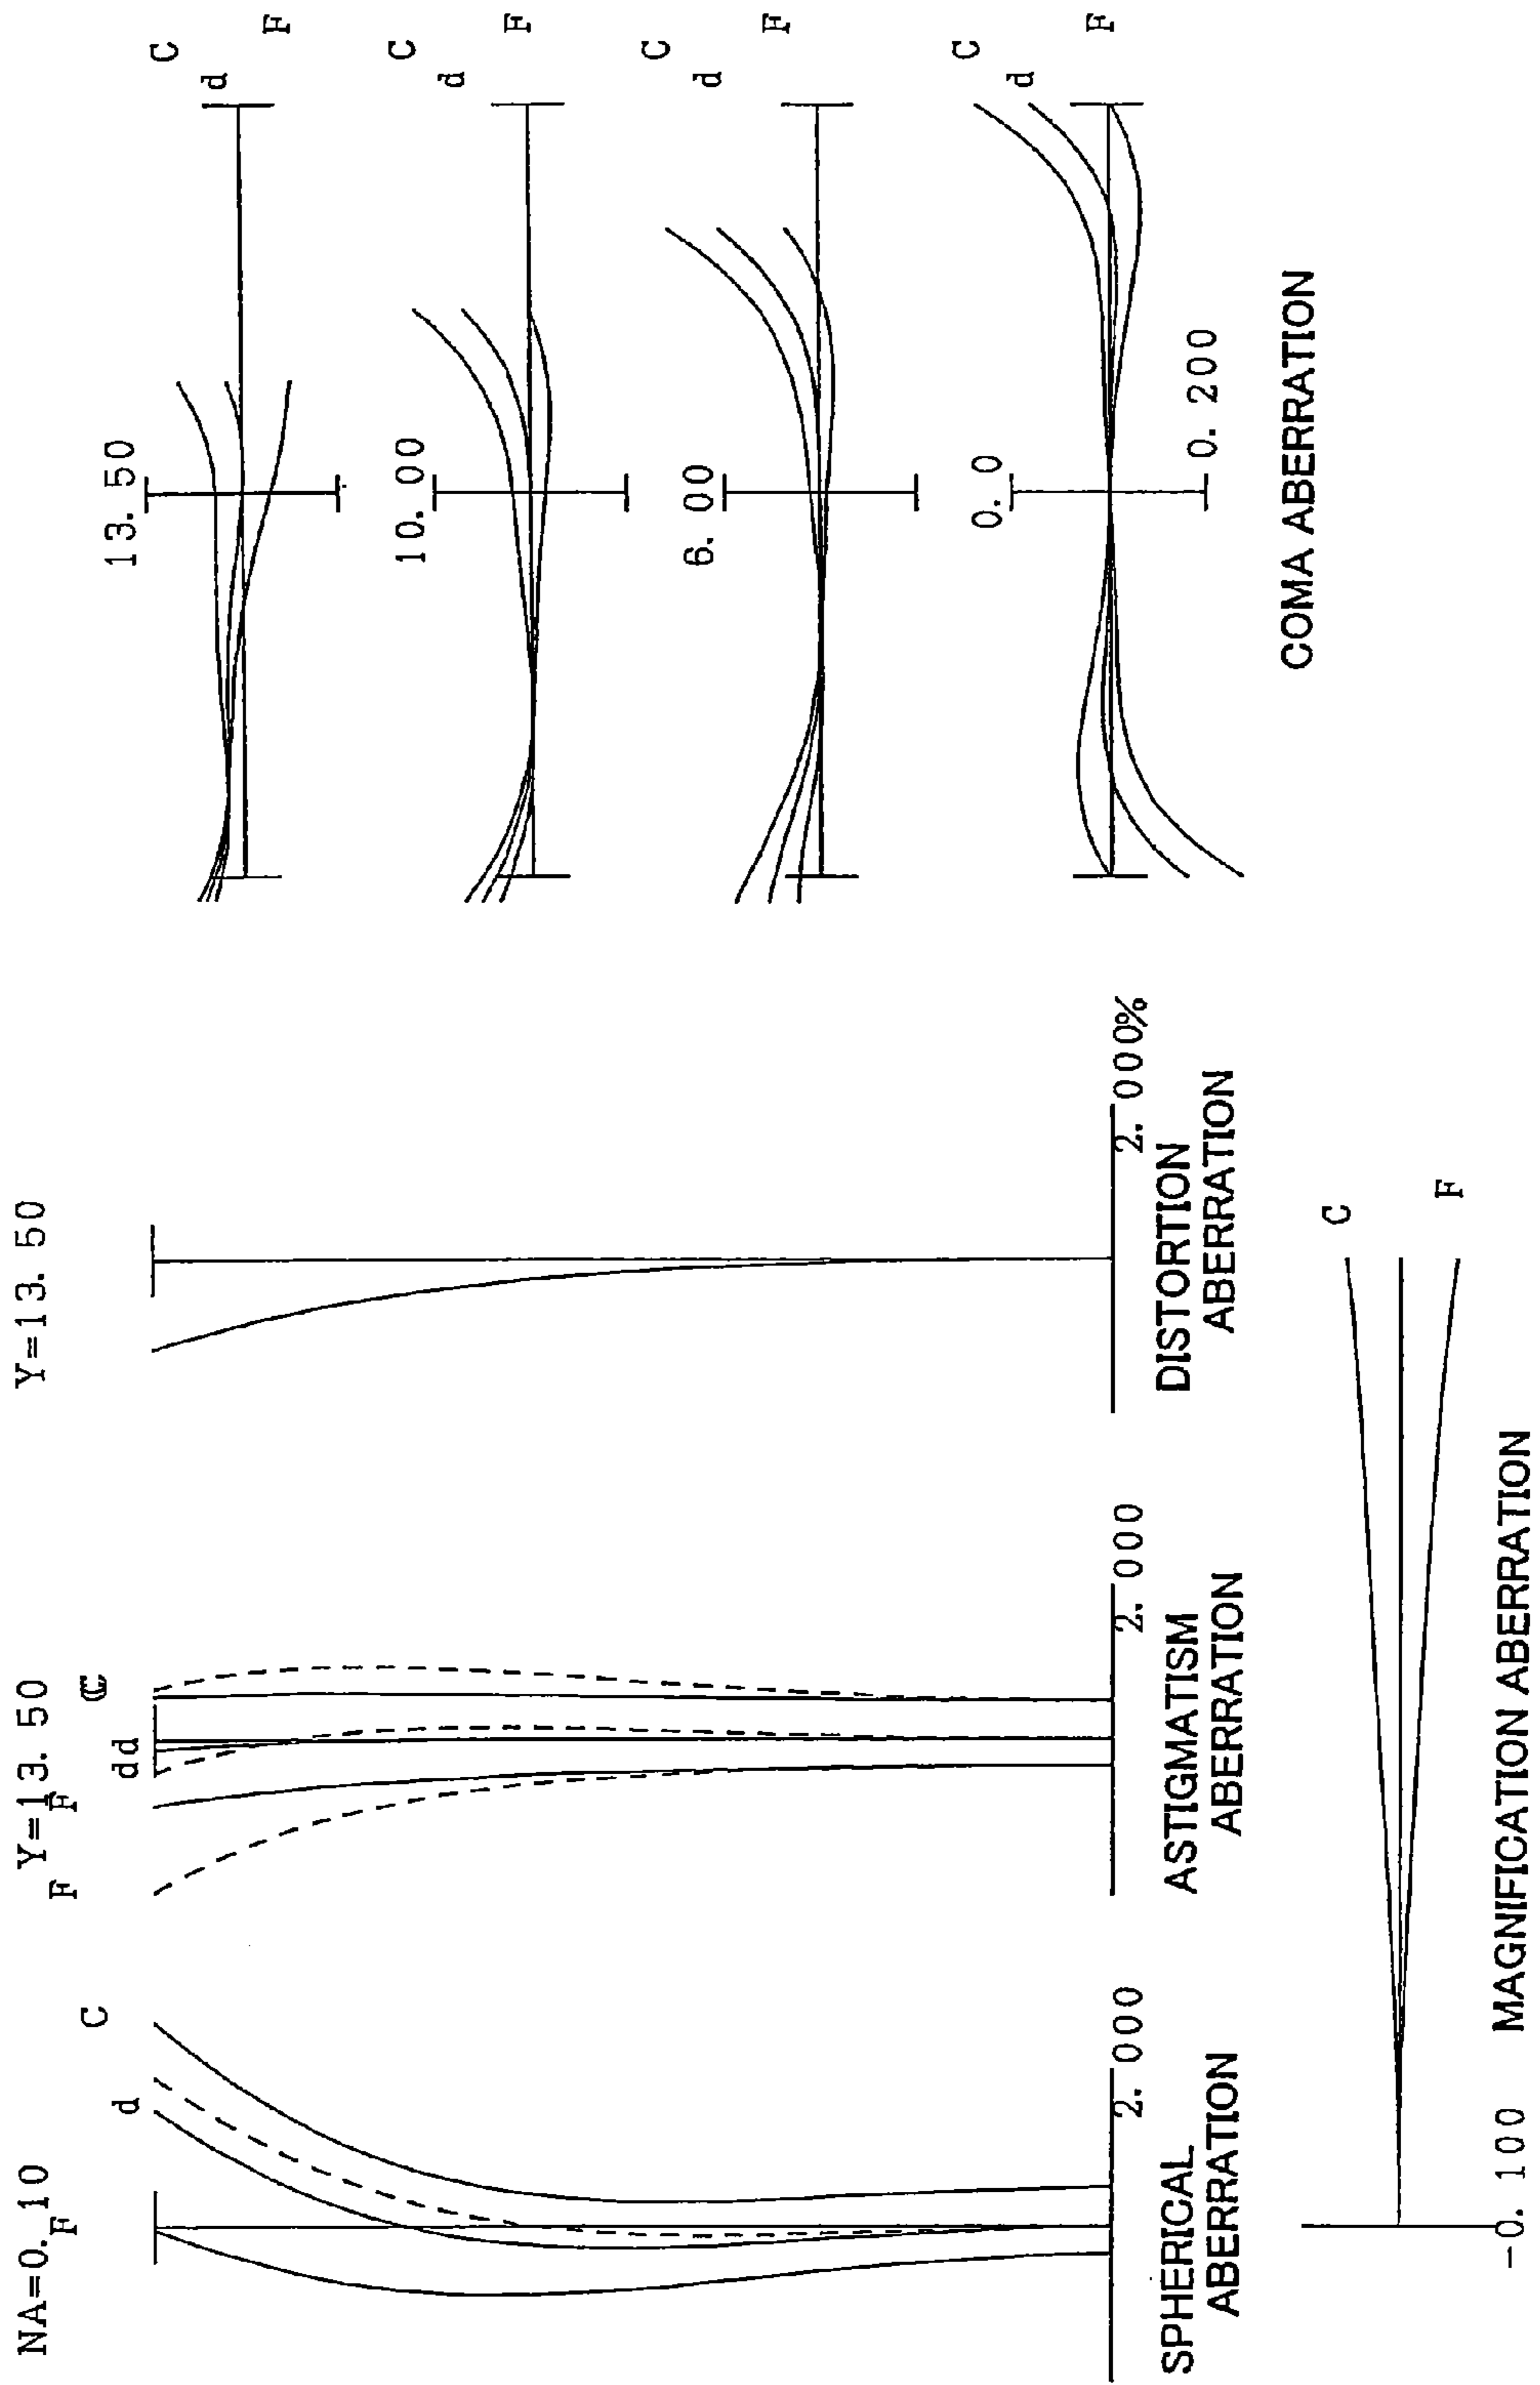 NA=0. 10
F
d
C
2. 000
SPHERICAL
ABERRATION
Y=13. 50
F
F
d d
C C
2. 000
ASTIGMATISM
ABERRATION
Y=13. 50
2. 000%
DISTORTION
ABERRATION
13. 50
C
d
F
10. 00
C
d
F
6. 00
C
d
F
0. 0
C
d
F
0. 200
COMA ABERRATION
C
F
-0. 100
MAGNIFICATION ABERRATION